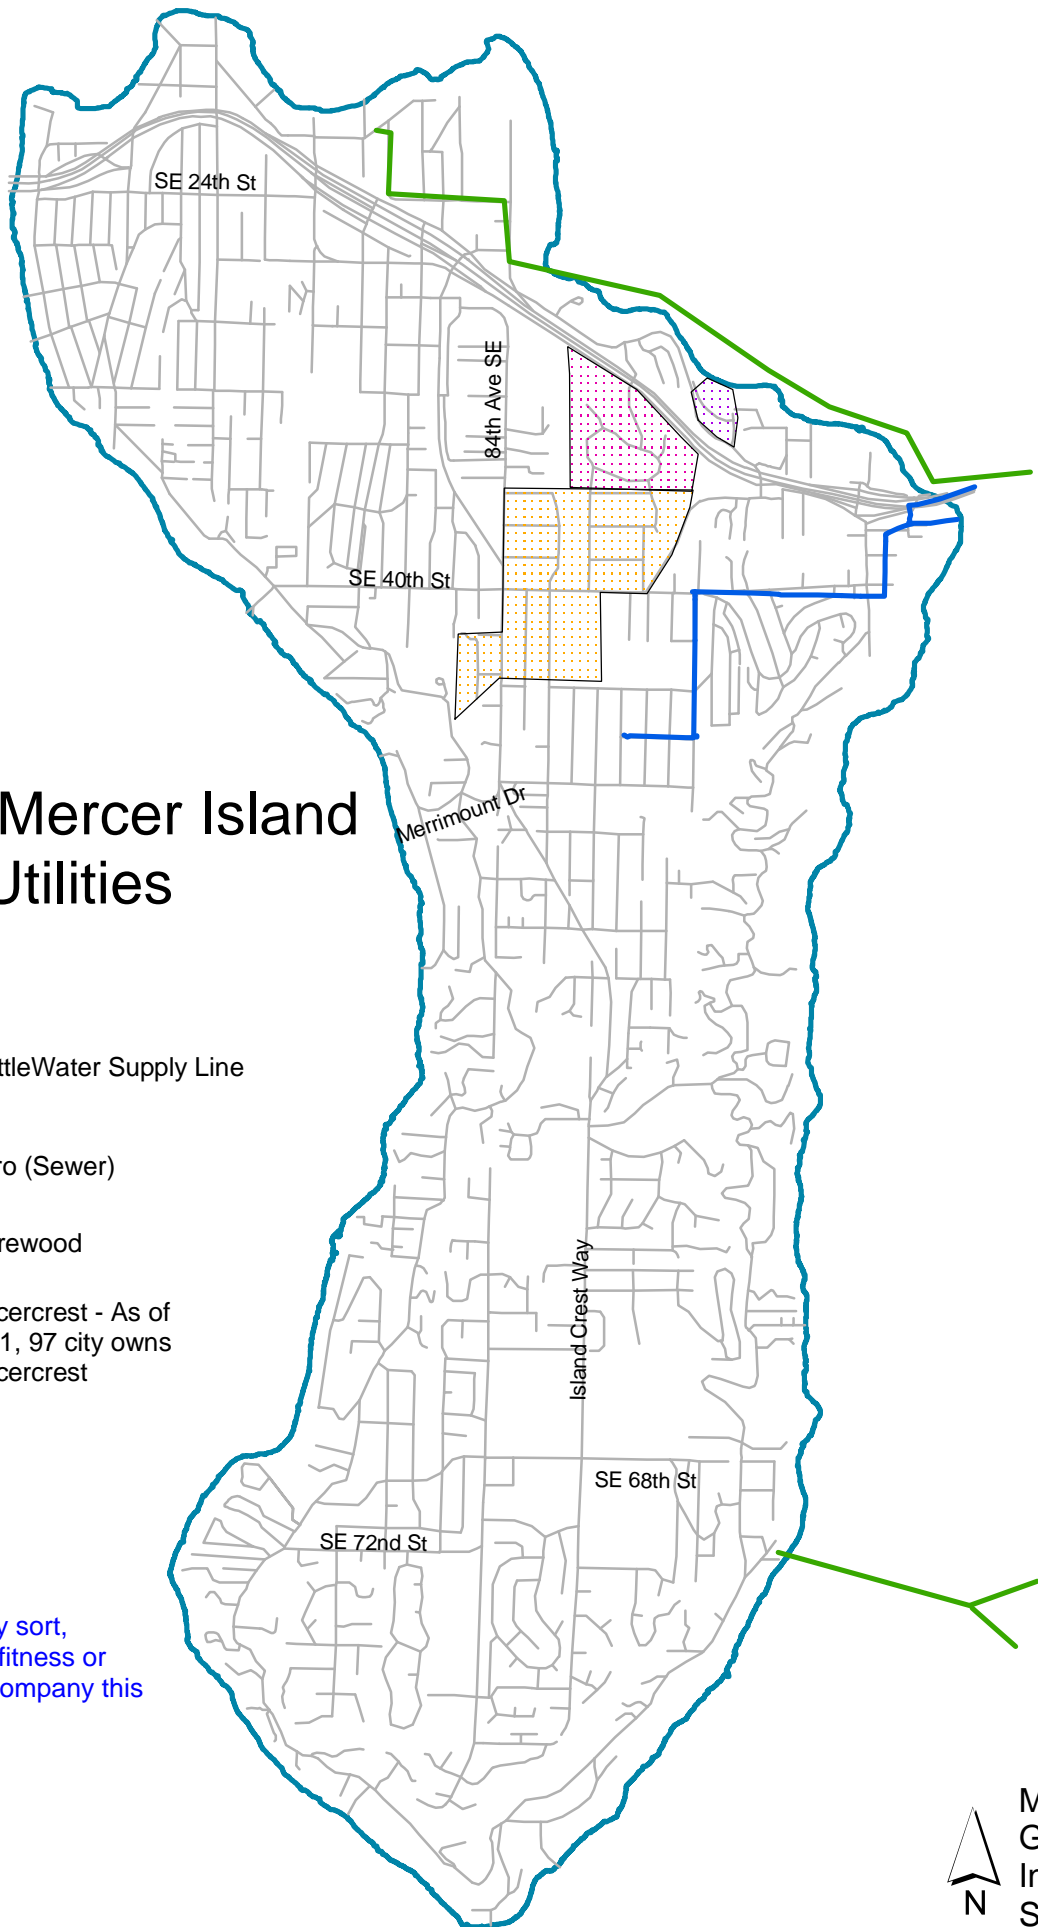 SE 24th St
84th Ave SE
SE 40th St
Mercer Island
Utilities
Merrimount Dr
ttleWater Supply Line
ro (Sewer)
rewood
cercrest - As of
1, 97 city owns
cercrest
Island Crest Way
SE 68th St
SE 72nd St
y sort,
fitness or
ompany this
N
M
G
In
S